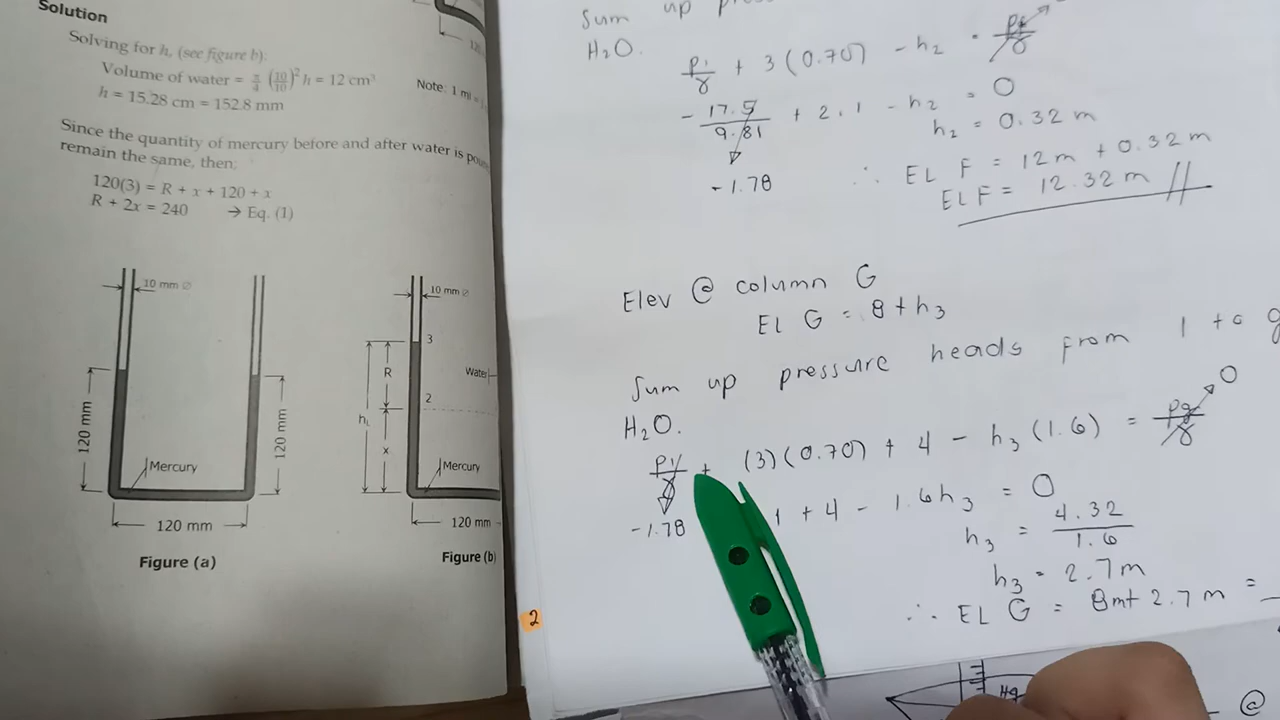 Solution
Solving for h, (see figure b):
Volume of water = π/4 (10/10)² h = 12 cm³
h = 15.28 cm = 152.8 mm
Note: 1 ml =
Since the quantity of mercury before and after water is
remain the same, then:
120(3) = R + x + 120 + x
R + 2x = 240 → Eq. (1)
10 mm Ø
120 mm
120 mm
Mercury
120 mm
Figure (a)
10 mm Ø
3
R
Water
2
h
x
Mercury
120 mm
Figure (b)
Sum up
H₂O.
P1/γ + 3(0.70) - h₂ =
-17.5/9.81 + 2.1 - h₂ = 0
-1.78
h₂ = 0.32 m
∴ EL F = 12m + 0.32 m
EL F = 12.32 m //
Elev @ column G
EL G = 8 + h₃
Sum up pressure heads from 1 to g
H₂O.
P1/γ + (3)(0.70) + 4 - h₃(1.6) = Pg/γ 0
-1.78 1 + 4 - 1.6h₃ = 0
h₃ = 4.32/1.6
h₃ = 2.7m
∴ EL G = 8m + 2.7 m =
2
Hg
@